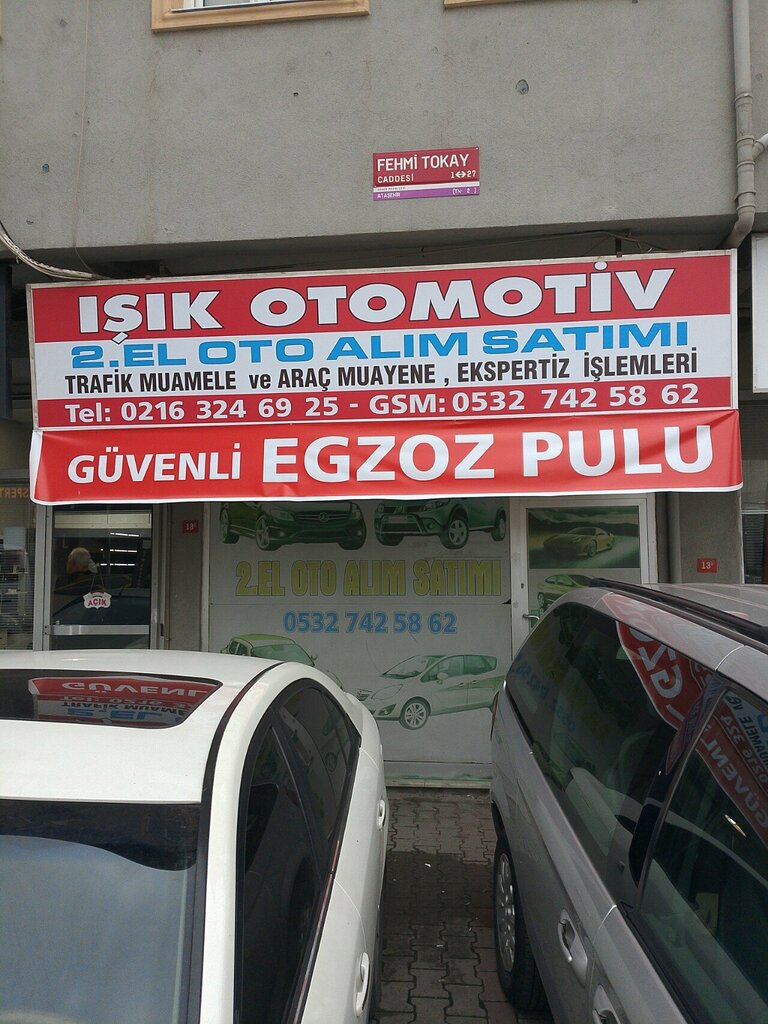 FEHMİ TOKAY
CADDESİ 1↔27
ATAŞEHİR
IŞIK OTOMOTİV
2.EL OTO ALIM SATIMI
TRAFİK MUAMELE ve ARAÇ MUAYENE , EKSPERTİZ İŞLEMLERİ
Tel: 0216 324 69 25 - GSM: 0532 742 58 62
GÜVENLİ EGZOZ PULU
2.EL OTO ALIM SATIMI
0532 742 58 62
AÇIK